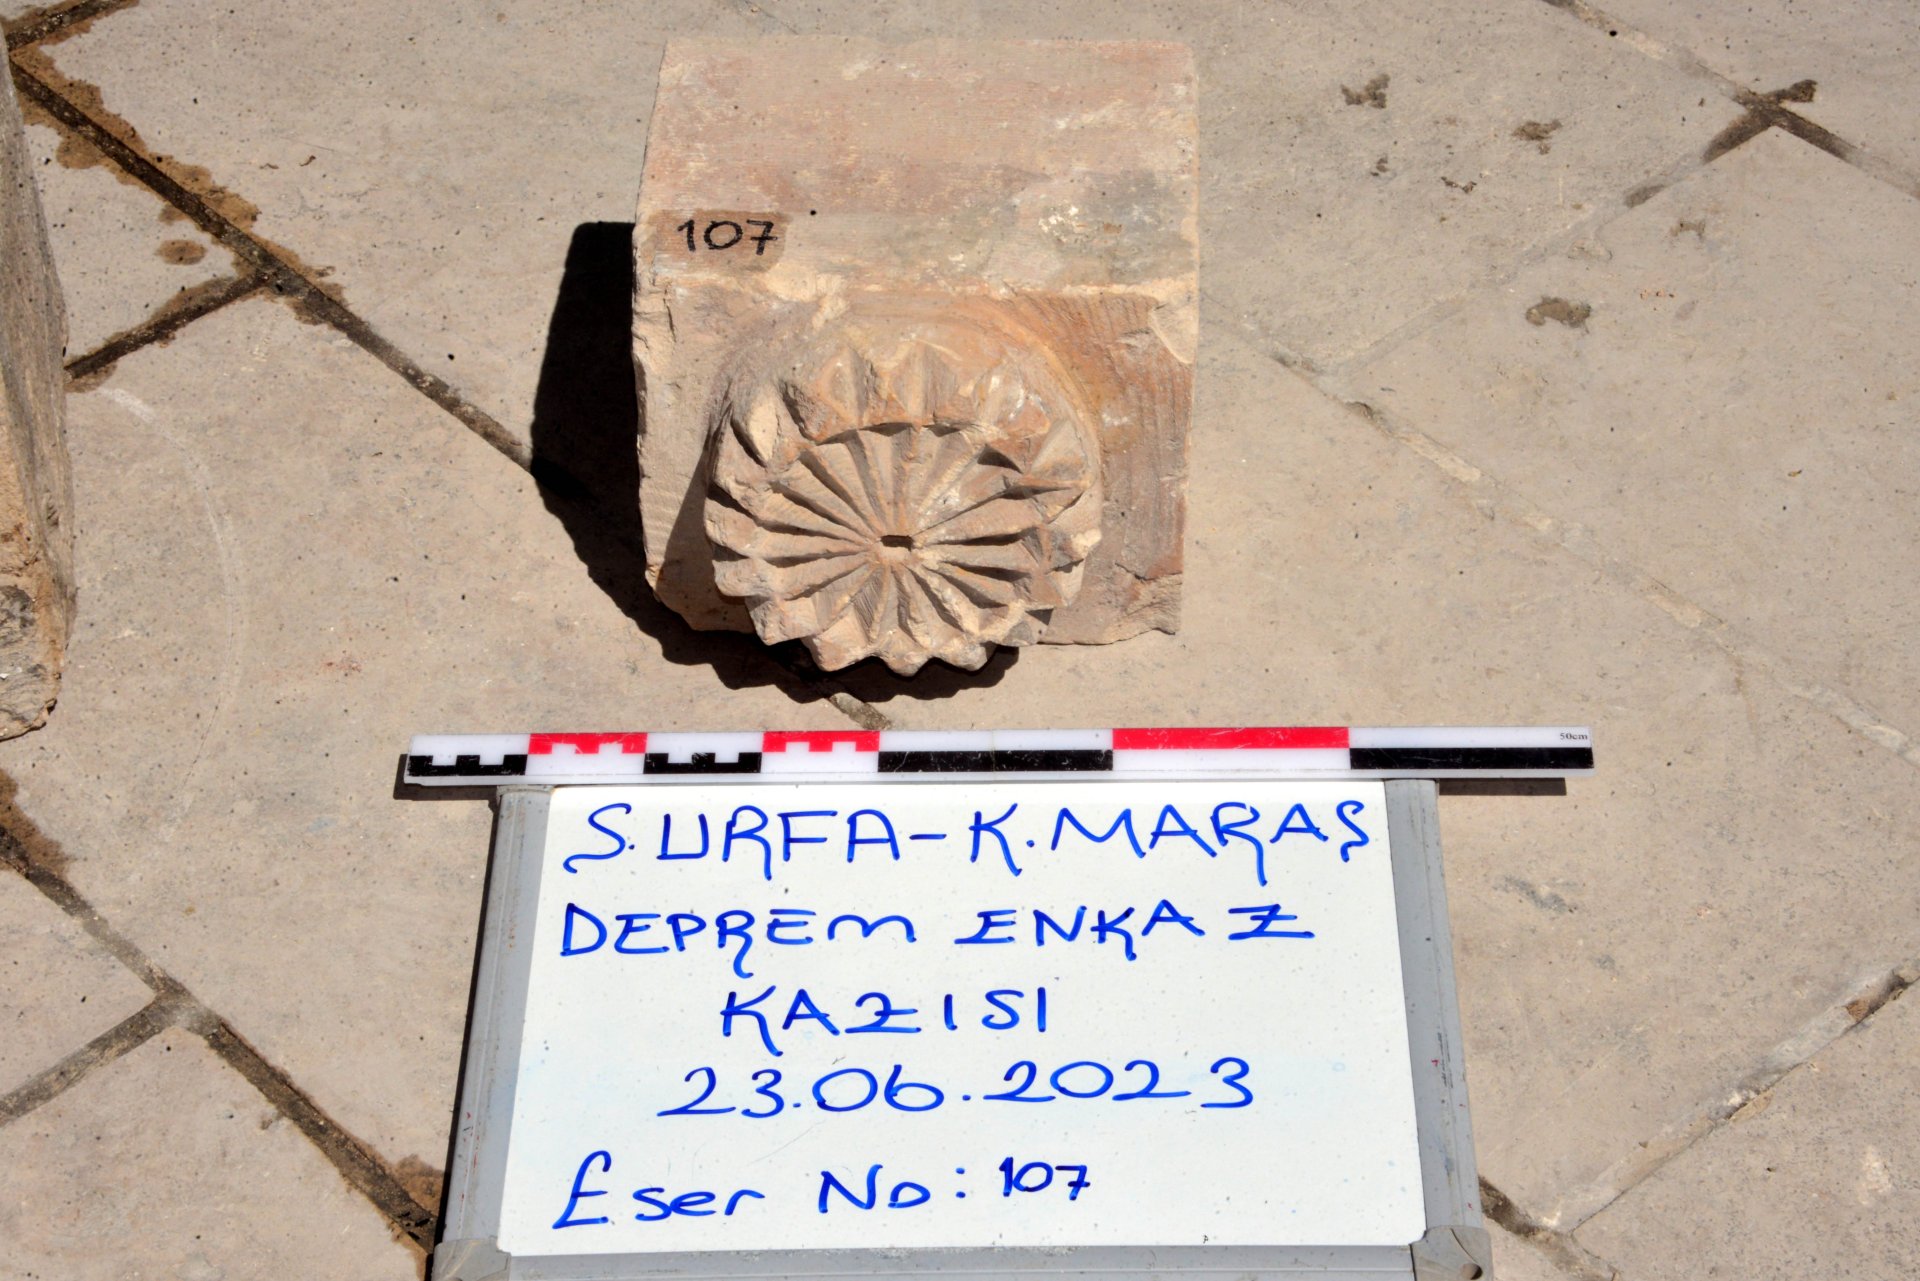 107
50cm
S.URFA-K.MARAŞ
DEPREM ENKAZ
KAZISI
23.06.2023
Eser No: 107